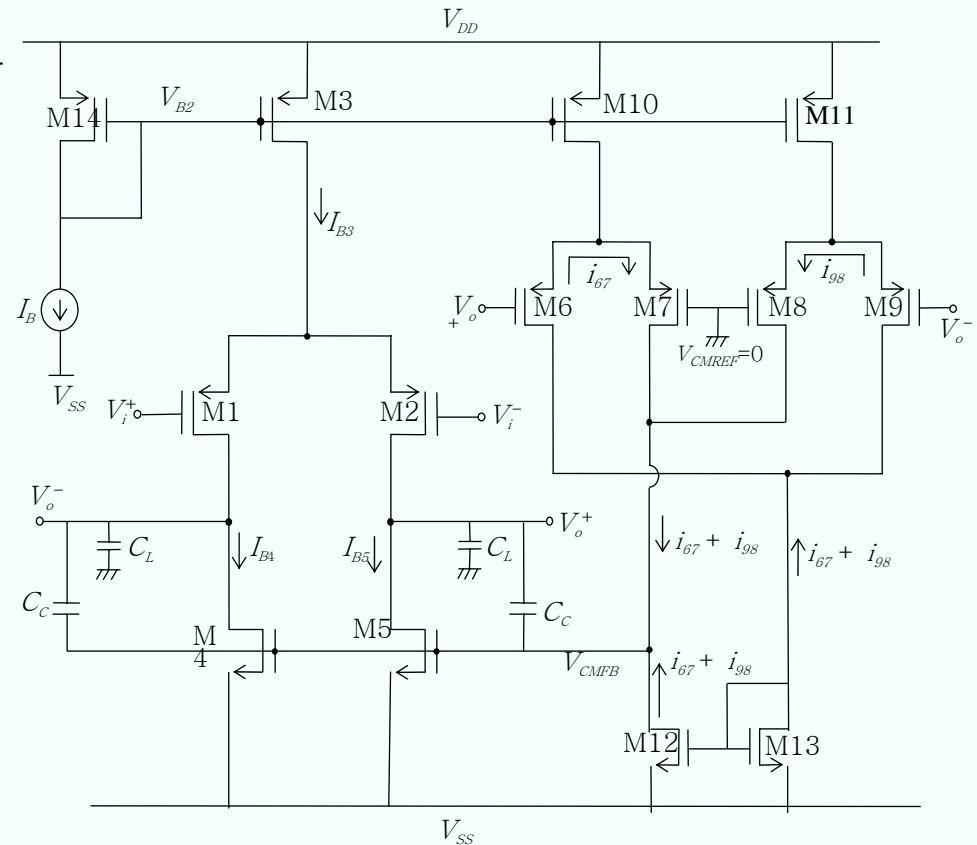 V_DD
M14
V_B2
M3
M10
M11
I_B3
I_B
V_SS
V_o +
M6
i_67
M7
M8
i_98
M9
V_o^-
V_CMREF=0
V_i^+
M1
M2
V_i^-
V_o^-
C_L
I_B4
I_B5
C_L
V_o^+
i_67 + i_98
i_67 + i_98
C_C
M
4
M5
C_C
V_CMFB
i_67 + i_98
M12
M13
V_SS